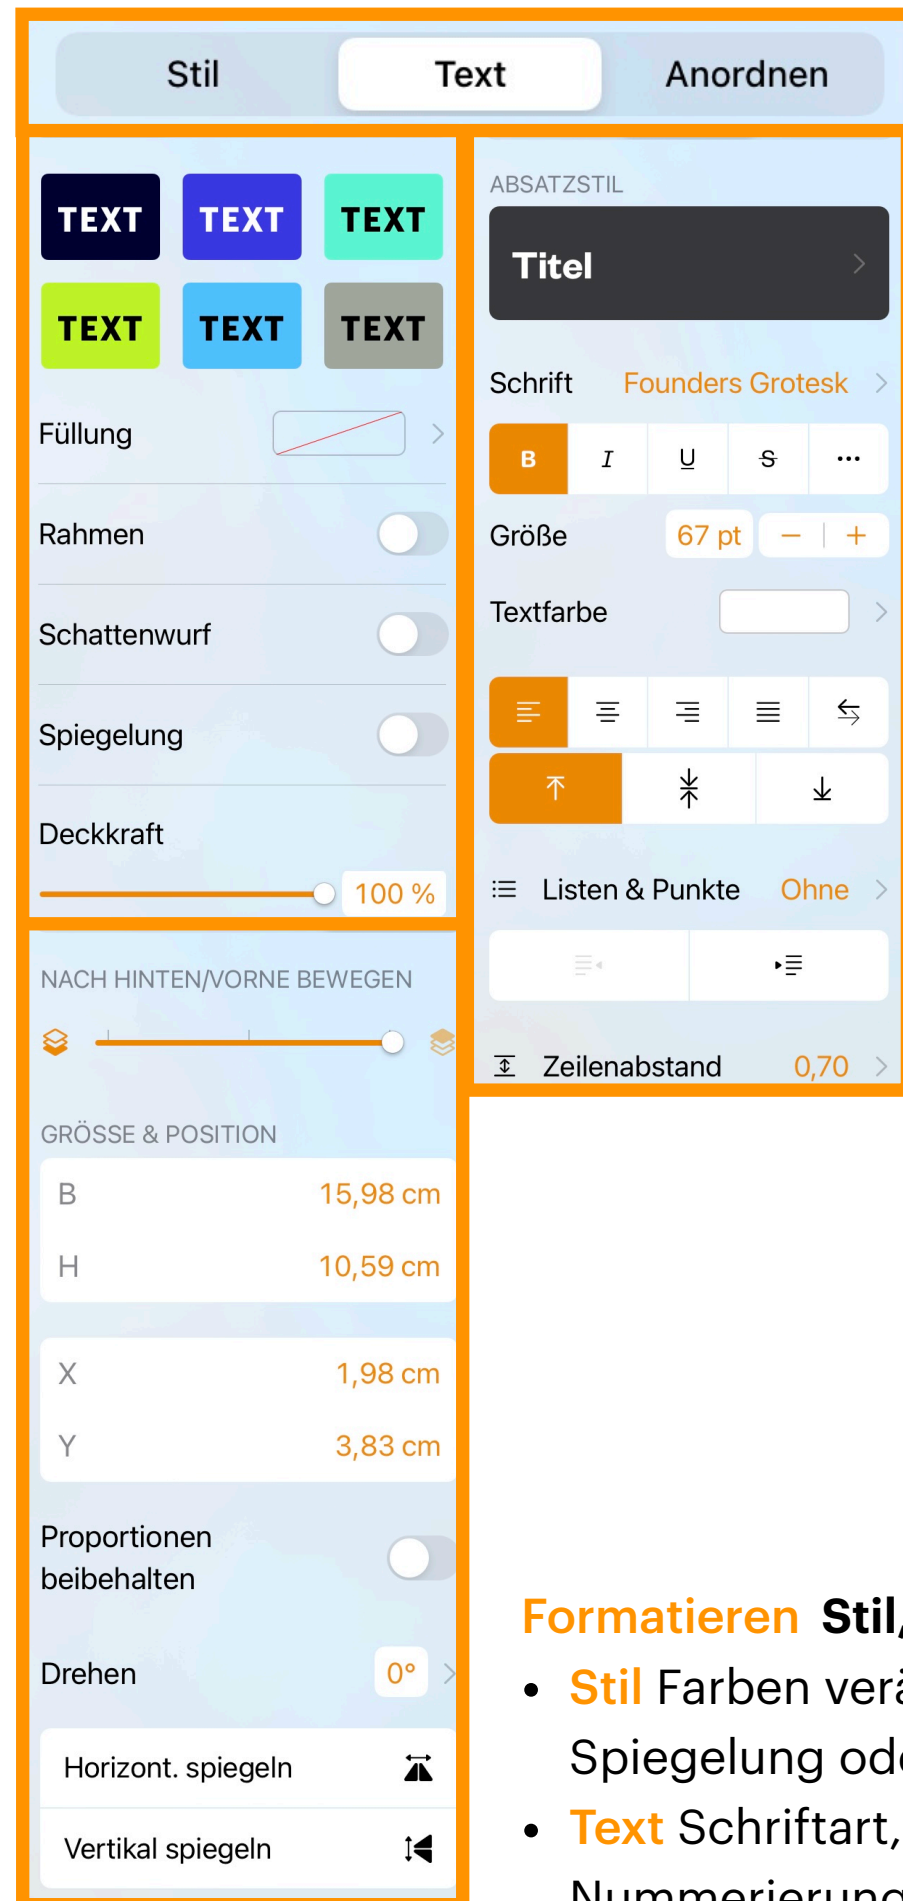 Stil Text Anordnen
TEXT TEXT TEXT
TEXT TEXT TEXT
Füllung
Rahmen
Schattenwurf
Spiegelung
Deckkraft
100 %
NACH HINTEN/VORNE BEWEGEN
GRÖSSE & POSITION
B 15,98 cm
H 10,59 cm
X 1,98 cm
Y 3,83 cm
Proportionen
beibehalten
Drehen 0°
Horizont. spiegeln
Vertikal spiegeln
ABSATZSTIL
Titel
Schrift Founders Grotesk
B I U S ...
Größe 67 pt − +
Textfarbe
Listen & Punkte Ohne
Zeilenabstand 0,70
Formatieren Stil,
• Stil Farben
Spiegelung
• Text Schriftart,
Nummerierung